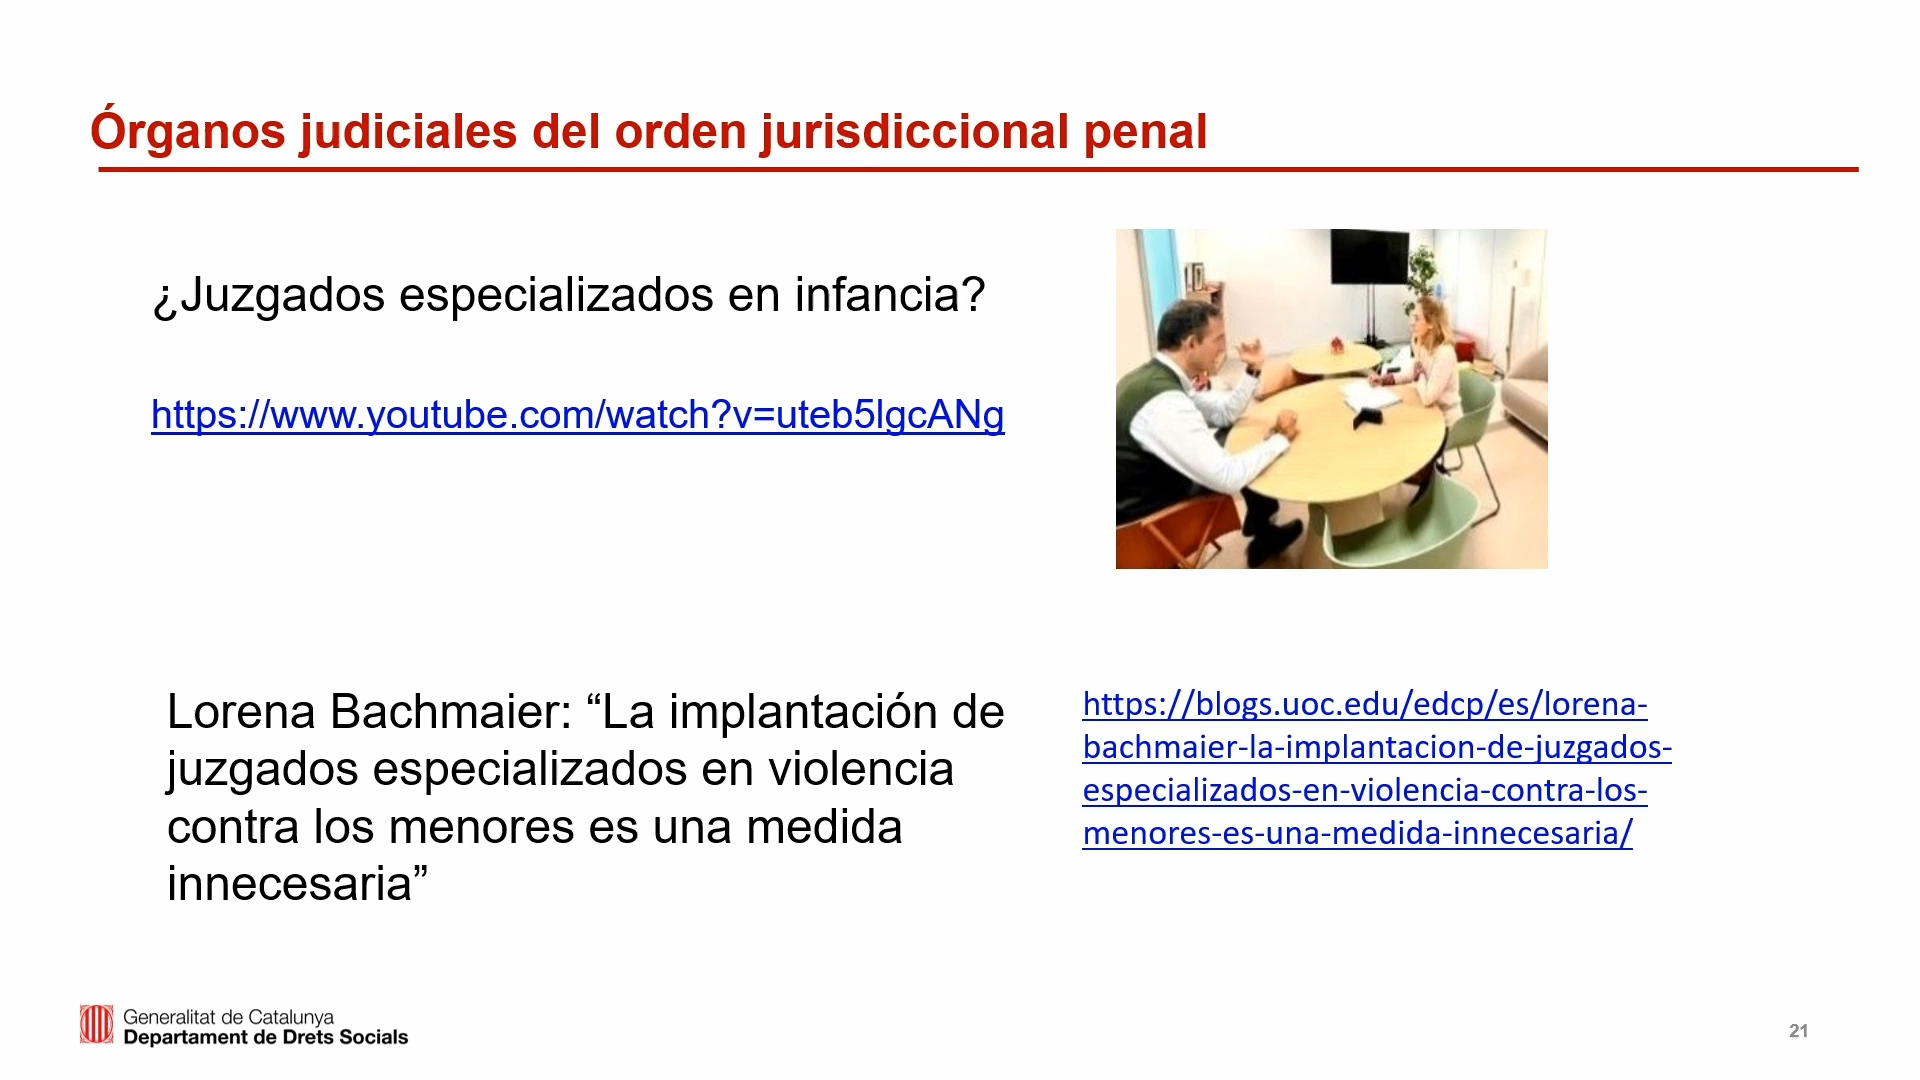 Órganos judiciales del orden jurisdiccional penal
¿Juzgados especializados en infancia?
https://www.youtube.com/watch?v=uteb5lgcANg
Lorena Bachmaier: “La implantación de
juzgados especializados en violencia
contra los menores es una medida
innecesaria”
https://blogs.uoc.edu/edcp/es/lorena-
bachmaier-la-implantacion-de-juzgados-
especializados-en-violencia-contra-los-
menores-es-una-medida-innecesaria/
Generalitat de Catalunya
Departament de Drets Socials
21